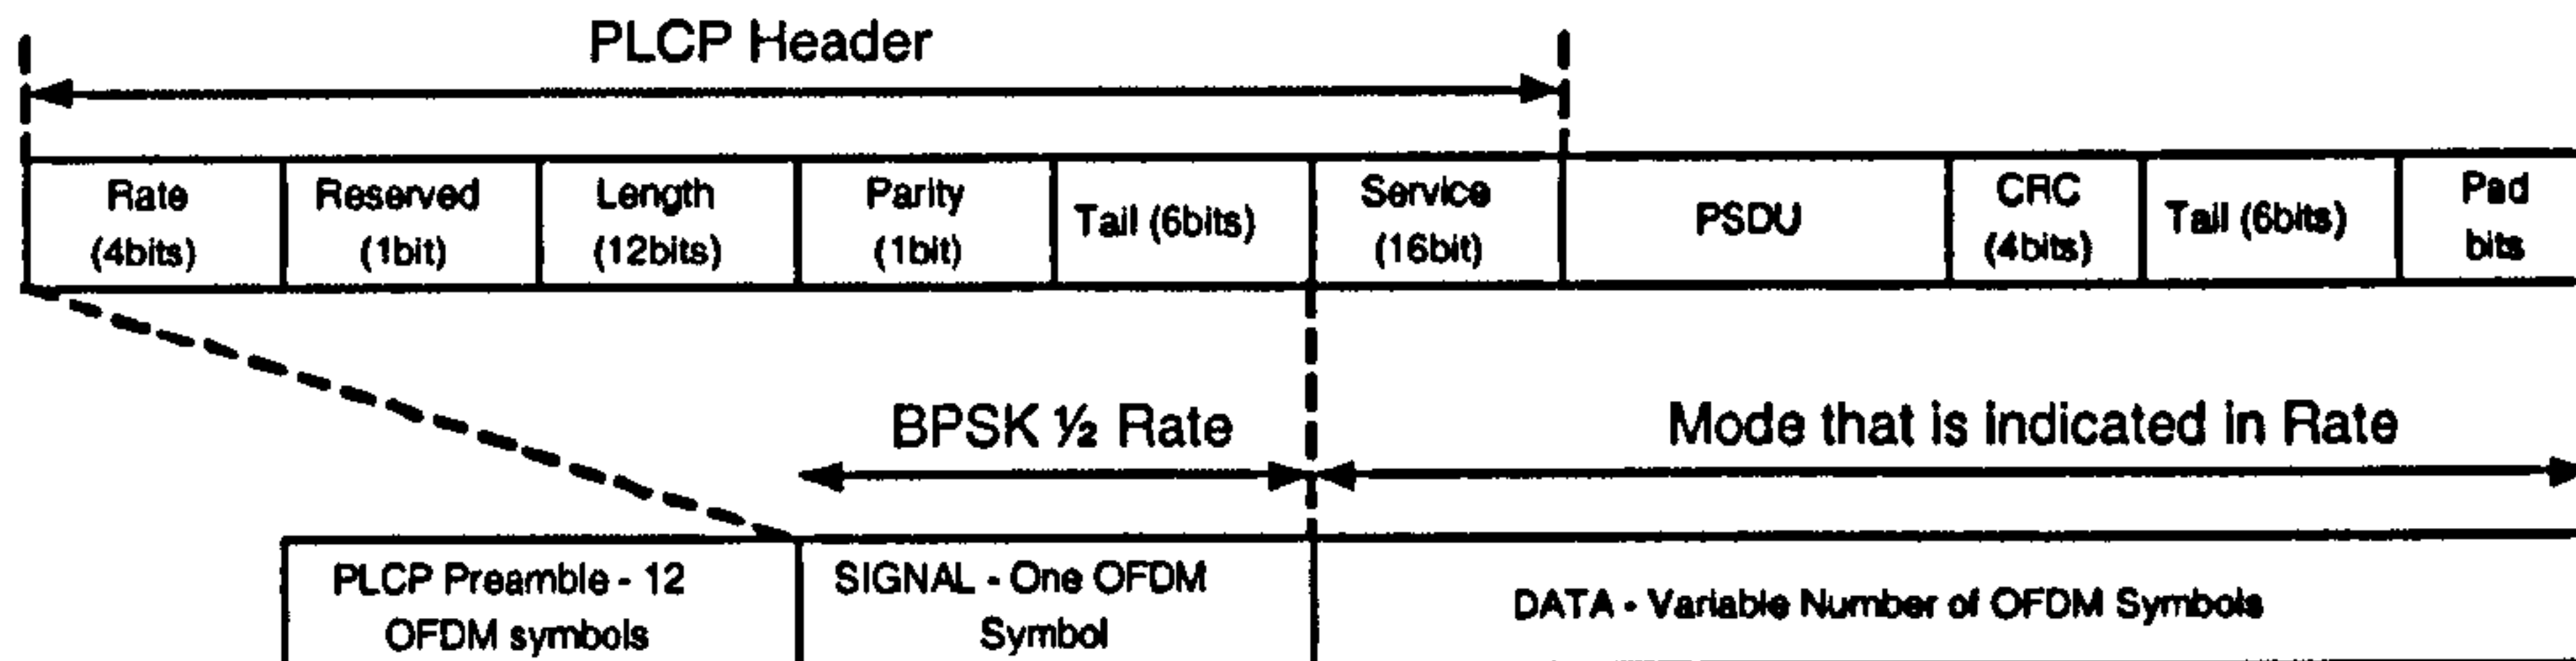 PLCP Header
Rate
(4bits)
Reserved
(1bit)
Length
(12bits)
Parity
(1bit)
Tail (6bits)
Service
(16bit)
PSDU
CRC
(4bits)
Tail (6bits)
Pad
bits
BPSK ½ Rate
Mode that is indicated in Rate
PLCP Preamble - 12
OFDM symbols
SIGNAL - One OFDM
Symbol
DATA - Variable Number of OFDM Symbols